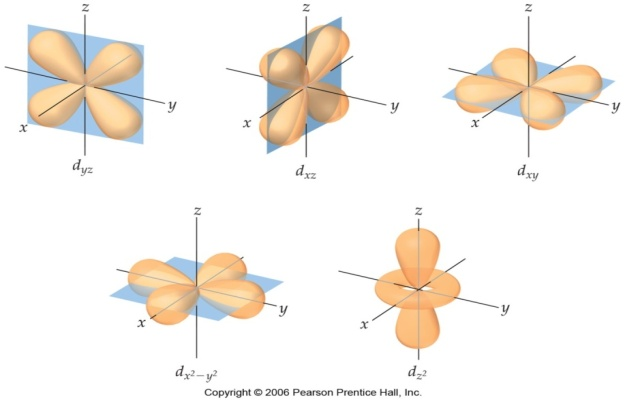 z
y
x
d_yz
z
y
x
d_xz
z
y
x
d_xy
z
y
x
d_x²−y²
z
y
x
d_z²
Copyright © 2006 Pearson Prentice Hall, Inc.